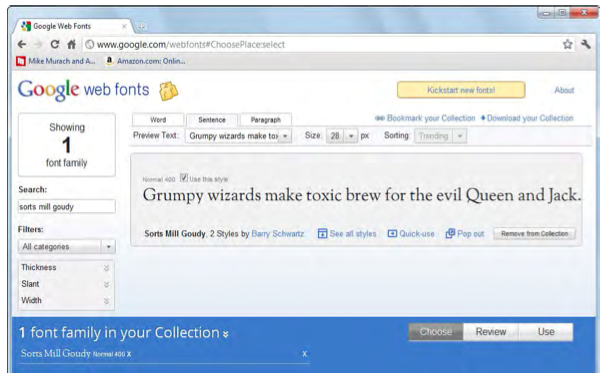 Google Web Fonts
www.google.com/webfonts#ChoosePlace:select
Mike Murach and A... Amazon.com: Onlin...
Google web fonts
Kickstart new fonts! About
Word Sentence Paragraph
Bookmark your Collection Download your Collection
Preview Text: Grumpy wizards make tox Size: 28 px Sorting: Trending
Showing
1
font family
Normal 400 Use this style
Grumpy wizards make toxic brew for the evil Queen and Jack.
Sorts Mill Goudy, 2 Styles by Barry Schwartz See all styles Quick-use Pop out Remove from Collection
Search:
sorts mill goudy
Filters:
All categories
Thickness
Slant
Width
1 font family in your Collection
Choose Review Use
Sorts Mill Goudy Normal 400 X X